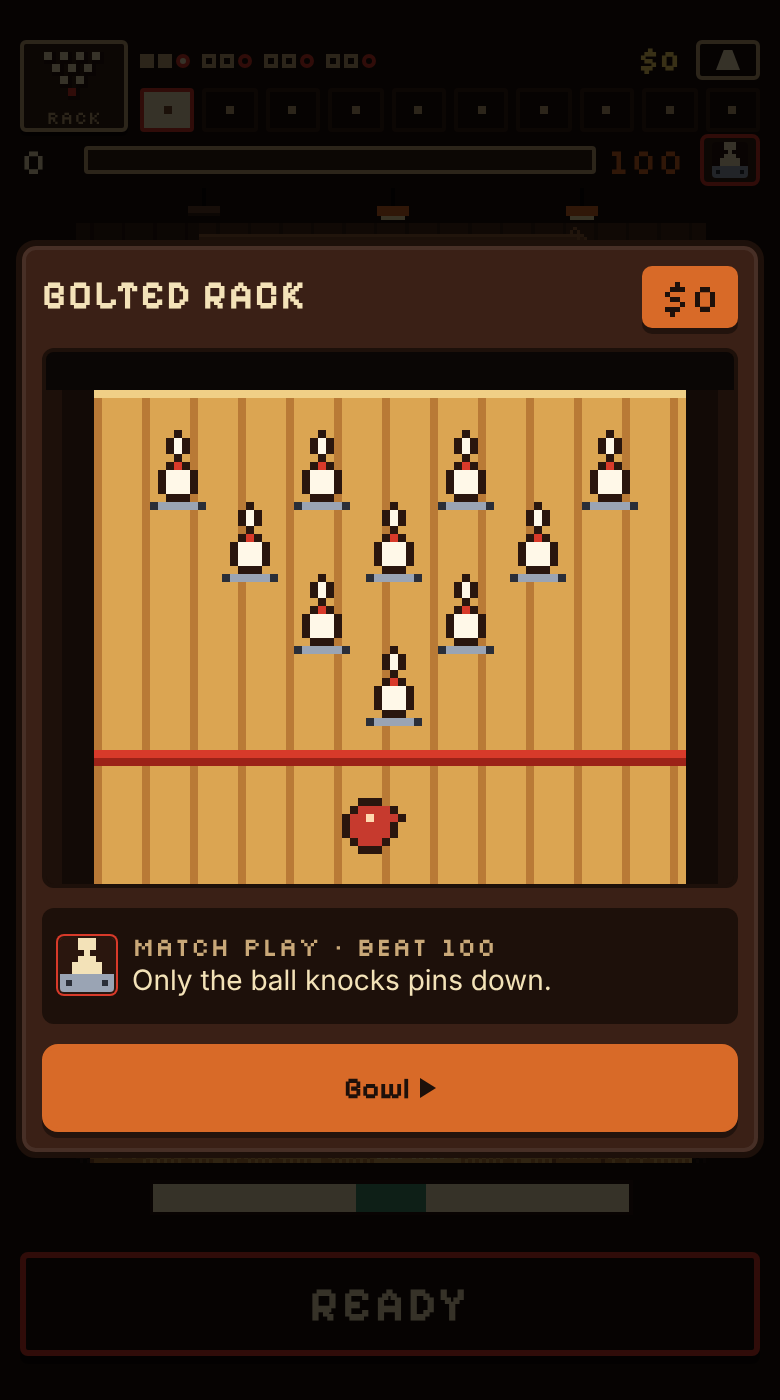 $0
RACK
0
100
BOLTED RACK
$0
MATCH PLAY · BEAT 100
Only the ball knocks pins down.
Bowl ▶
READY